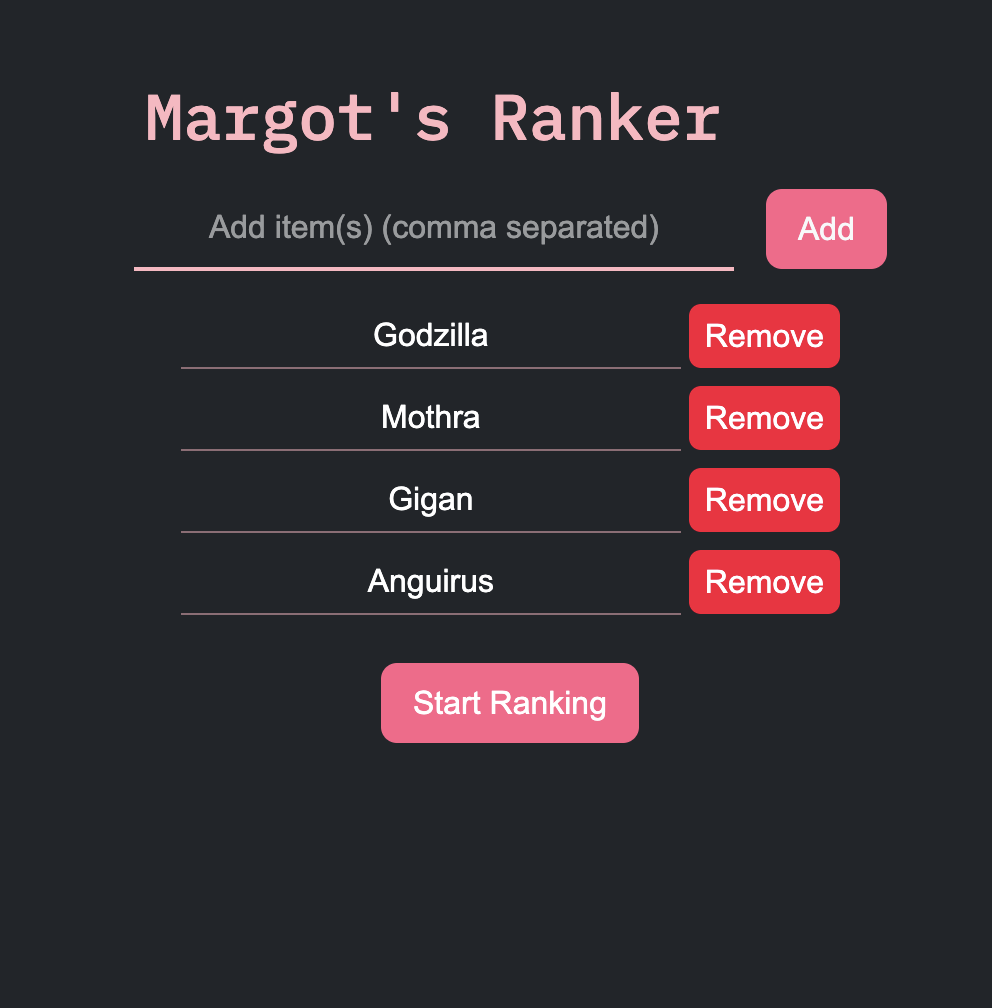 Margot's Ranker
Add item(s) (comma separated) Add
Godzilla Remove
Mothra Remove
Gigan Remove
Anguirus Remove
Start Ranking